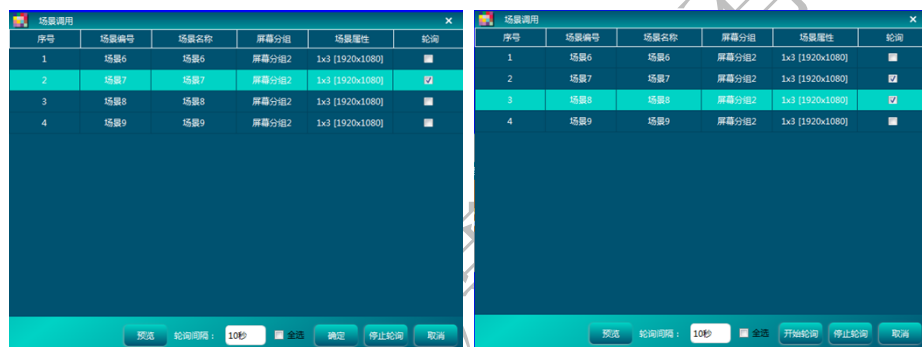 场景调用
序号 场景编号 场景名称 屏幕分组 场景属性 轮询
1 场景6 场景6 屏幕分组2 1x3 [1920x1080]
2 场景7 场景7 屏幕分组2 1x3 [1920x1080]
3 场景8 场景8 屏幕分组2 1x3 [1920x1080]
4 场景9 场景9 屏幕分组2 1x3 [1920x1080]
预览 轮询间隔： 10秒 全选 确定 停止轮询 取消
场景调用
序号 场景编号 场景名称 屏幕分组 场景属性 轮询
1 场景6 场景6 屏幕分组2 1x3 [1920x1080]
2 场景7 场景7 屏幕分组2 1x3 [1920x1080]
3 场景8 场景8 屏幕分组2 1x3 [1920x1080]
4 场景9 场景9 屏幕分组2 1x3 [1920x1080]
预览 轮询间隔： 10秒 全选 开始轮询 停止轮询 取消